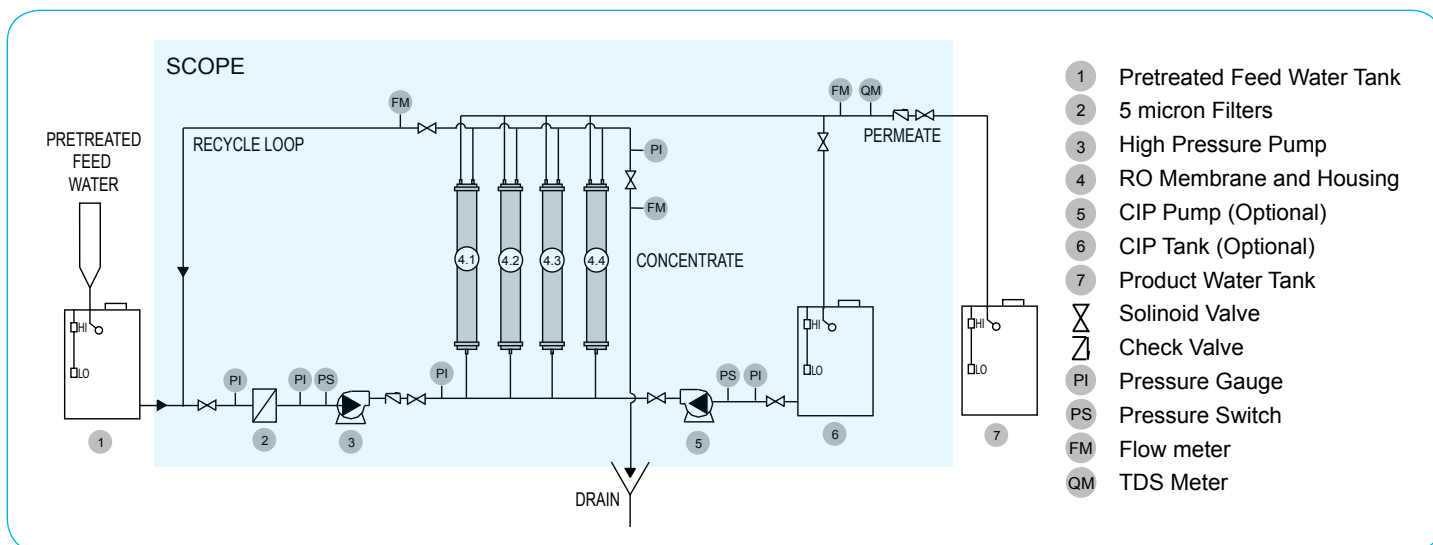 SCOPE
FM
FM
QM
PRETREATED
FEED
WATER
RECYCLE LOOP
PERMEATE
PI
FM
4.1
4.2
4.3
4.4
CONCENTRATE
HI
LO
HI
LO
HI
LO
PI
PI
PS
PI
PS
PI
1
2
3
5
6
7
DRAIN
1 Pretreated Feed Water Tank
2 5 micron Filters
3 High Pressure Pump
4 RO Membrane and Housing
5 CIP Pump (Optional)
6 CIP Tank (Optional)
7 Product Water Tank
Solinoid Valve
Check Valve
PI Pressure Gauge
PS Pressure Switch
FM Flow meter
QM TDS Meter